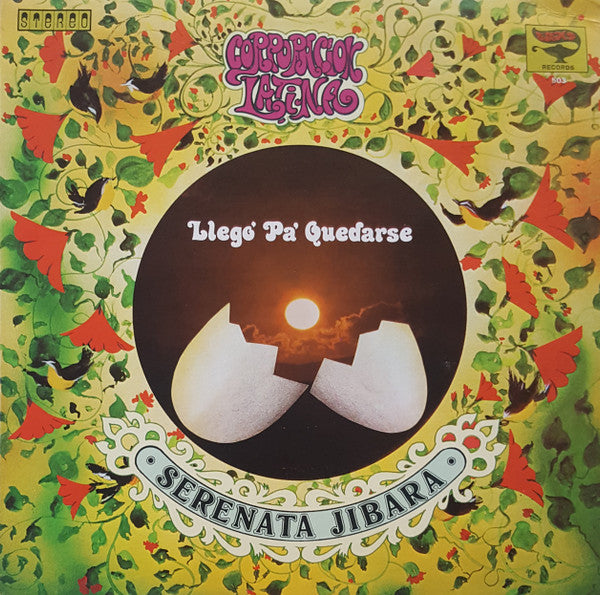 STEREO
CORPORACION
LATINA
RECORDS
503
Llegó Pa' Quedarse
SERENATA JIBARA